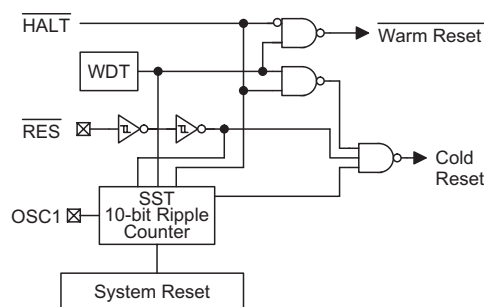 HALT
Warm Reset
WDT
RES
Cold
Reset
SST
10-bit Ripple
Counter
OSC1
System Reset